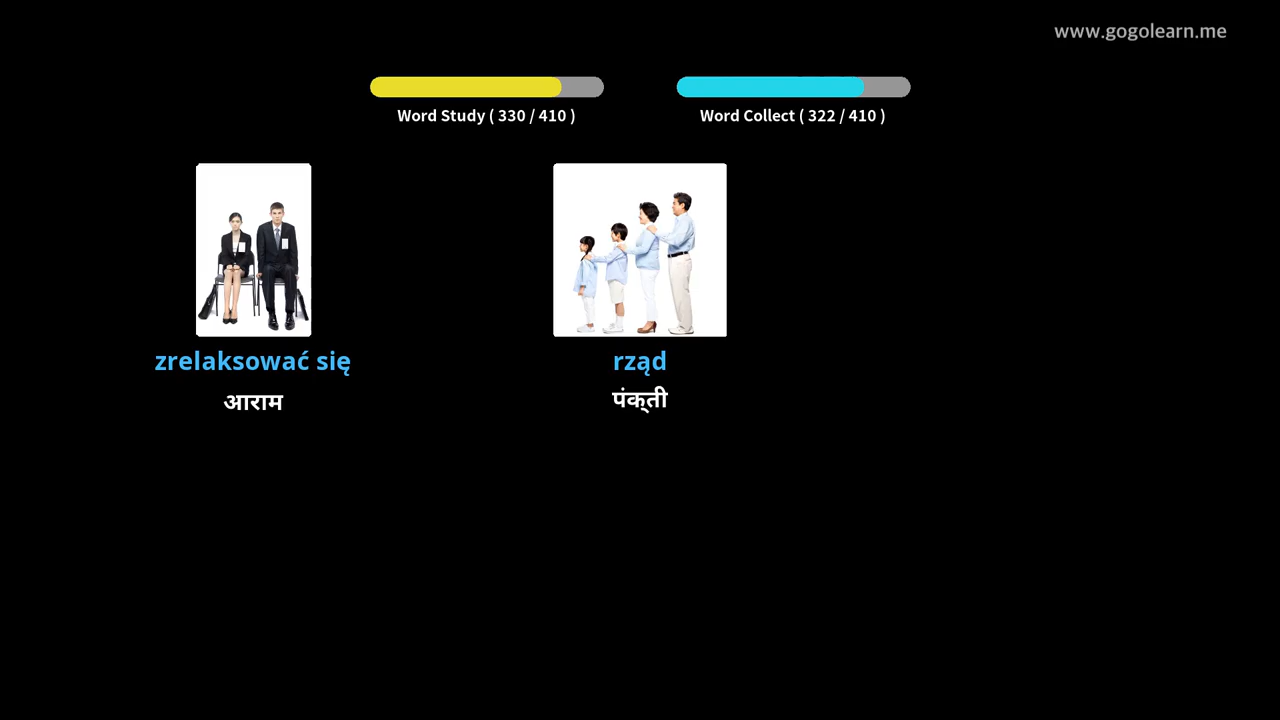 www.gogolearn.me
Word Study ( 330 / 410 )
Word Collect ( 322 / 410 )
zrelaksować się
rząd
आराम
पंक्ती